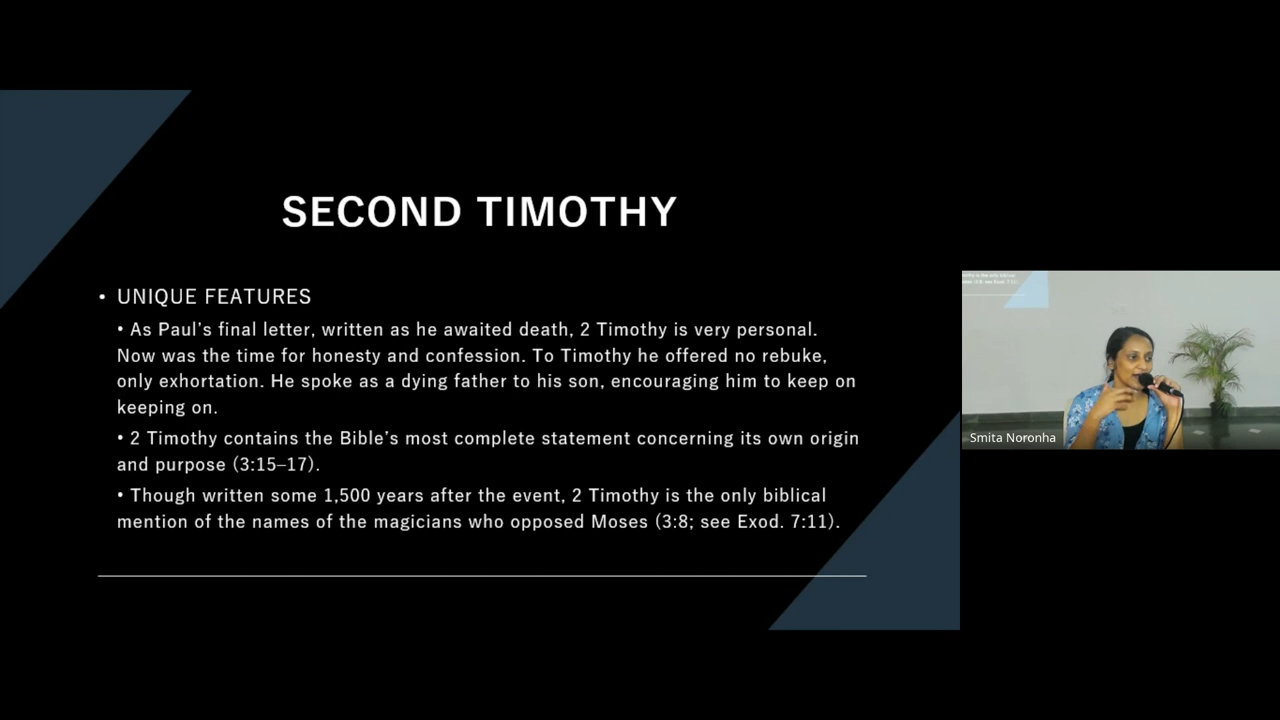 SECOND TIMOTHY
• UNIQUE FEATURES
• As Paul's final letter, written as he awaited death, 2 Timothy is very personal.
Now was the time for honesty and confession. To Timothy he offered no rebuke,
only exhortation. He spoke as a dying father to his son, encouraging him to keep on
keeping on.
• 2 Timothy contains the Bible's most complete statement concerning its own origin
and purpose (3:15–17).
• Though written some 1,500 years after the event, 2 Timothy is the only biblical
mention of the names of the magicians who opposed Moses (3:8; see Exod. 7:11).
Smita Noronha